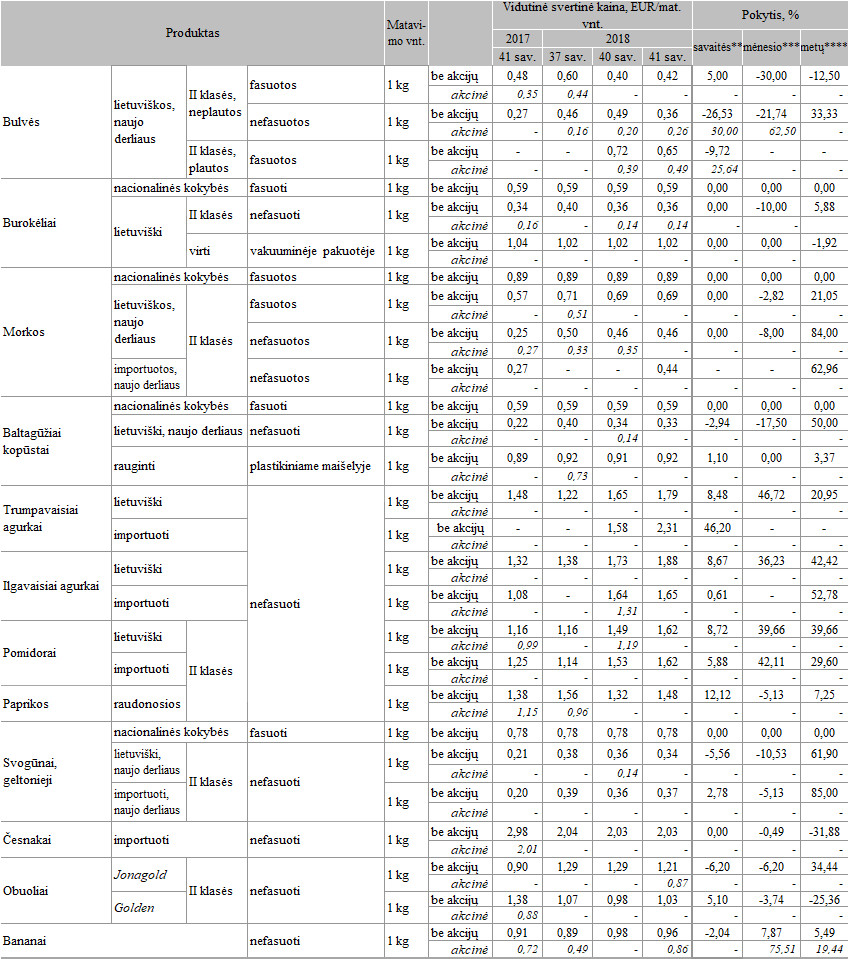 Produktas Matavi-mo vnt. Vidutinė svertinė kaina, EUR/mat. vnt. Pokytis, %
2017 2018 savaitės** mėnesio*** metų****
41 sav. 37 sav. 40 sav. 41 sav.
Bulvės lietuviškos, naujo derliaus II klasės, neplautos fasuotos 1 kg be akcijų 0,48 0,60 0,40 0,42 5,00 -30,00 -12,50
akcinė 0,35 0,44 - - - - -
nefasuotos 1 kg be akcijų 0,27 0,46 0,49 0,36 -26,53 -21,74 33,33
akcinė - 0,16 0,20 0,26 30,00 62,50 -
II klasės, plautos fasuotos 1 kg be akcijų - - 0,72 0,65 -9,72
akcinė - - 0,39 0,49 25,64 - -
Burokėliai nacionalinės kokybės fasuoti 1 kg be akcijų 0,59 0,59 0,59 0,59 0,00 0,00 0,00
lietuviški II klasės nefasuoti 1 kg be akcijų 0,34 0,40 0,36 0,36 0,00 -10,00 5,88
akcinė 0,16 - 0,14 0,14 - -
virti vakuuminėje pakuotėje 1 kg be akcijų 1,04 1,02 1,02 1,02 0,00 0,00 -1,92
akcinė - - - - - - -
Morkos nacionalinės kokybės fasuotos 1 kg be akcijų 0,89 0,89 0,89 0,89 0,00 0,00 0,00
lietuviškos, naujo derliaus II klasės fasuotos 1 kg be akcijų 0,57 0,71 0,69 0,69 0,00 -2,82 21,05
akcinė - 0,51 - - - -
nefasuotos 1 kg be akcijų 0,25 0,50 0,46 0,46 0,00 -8,00 84,00
akcinė 0,27 0,33 0,35 - - - -
importuotos, naujo derliaus nefasuotos 1 kg be akcijų 0,27 - 0,44 - - 62,96
akcinė - - - - - - -
Baltagūžiai kopūstai nacionalinės kokybės fasuoti 1 kg be akcijų 0,59 0,59 0,59 0,59 0,00 0,00 0,00
lietuviški, naujo derliaus nefasuoti 1 kg be akcijų 0,22 0,40 0,34 0,33 -2,94 -17,50 50,00
akcinė - - 0,14 - - - -
rauginti plastikiniame maišelyje 1 kg be akcijų 0,89 0,92 0,91 0,92 1,10 0,00 3,37
akcinė - 0,73 - - - - -
Trumpavaisiai agurkai lietuviški nefasuoti 1 kg be akcijų 1,48 1,22 1,65 1,79 8,48 46,72 20,95
akcinė - - - - - - -
importuoti 1 kg be akcijų - - 1,58 2,31 46,20 - -
akcinė - - - - - - -
Ilgavaisiai agurkai lietuviški 1 kg be akcijų 1,32 1,38 1,73 1,88 8,67 36,23 42,42
akcinė - - - - - - -
importuoti 1 kg be akcijų 1,08 - 1,64 1,65 0,61 - 52,78
akcinė - - 1,31 - - - -
Pomidorai lietuviški II klasės 1 kg be akcijų 1,16 1,16 1,49 1,62 8,72 39,66 39,66
akcinė 0,99 - 1,19 - - - -
importuoti 1 kg be akcijų 1,25 1,14 1,53 1,62 5,88 42,11 29,60
akcinė - - - - - - -
Paprikos raudonosios 1 kg be akcijų 1,38 1,56 1,32 1,48 12,12 -5,13 7,25
akcinė 1,15 0,96 - - - - -
Svogūnai, geltonieji nacionalinės kokybės fasuoti 1 kg be akcijų 0,78 0,78 0,78 0,78 0,00 0,00 0,00
lietuviški, naujo derliaus II klasės nefasuoti 1 kg be akcijų 0,21 0,38 0,36 0,34 -5,56 -10,53 61,90
akcinė - - 0,14 - - - -
importuoti, naujo derliaus 1 kg be akcijų 0,20 0,39 0,36 0,37 2,78 -5,13 85,00
akcinė - - - - - - -
Česnakai importuoti nefasuoti 1 kg be akcijų 2,98 2,04 2,03 2,03 0,00 -0,49 -31,88
akcinė 2,01 - - - - - -
Obuoliai Jonagold II klasės nefasuoti 1 kg be akcijų 0,90 1,29 1,29 1,21 -6,20 -6,20 34,44
akcinė - - - 0,87 - - -
Golden 1 kg be akcijų 1,38 1,07 0,98 1,03 5,10 -3,74 -25,36
akcinė 0,88 - - - - - -
Bananai nefasuoti 1 kg be akcijų 0,91 0,89 0,98 0,96 -2,04 7,87 5,49
akcinė 0,72 0,49 - 0,86 - 75,51 19,44